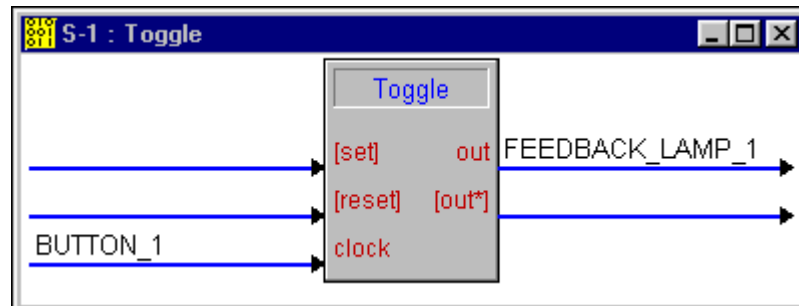 S-1 : Toggle
Toggle
[set] out FEEDBACK_LAMP_1
[reset] [out*]
BUTTON_1 clock